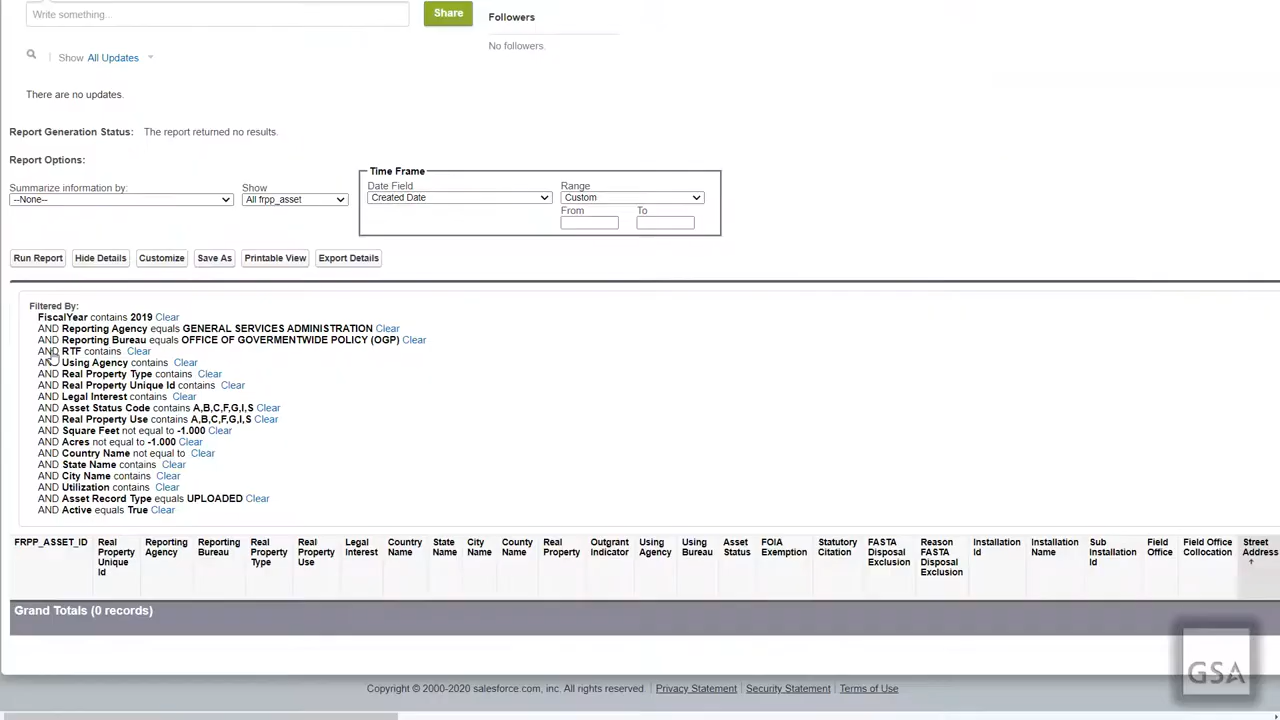 Write something...
Share
Followers
No followers.
Show All Updates
There are no updates.
Report Generation Status: The report returned no results.
Report Options:
Summarize information by:
--None--
Show
All frpp_asset
Time Frame
Date Field
Created Date
Range
Custom
From
To
Run Report
Hide Details
Customize
Save As
Printable View
Export Details
Filtered By:
FiscalYear contains 2019 Clear
AND Reporting Agency equals GENERAL SERVICES ADMINISTRATION Clear
AND Reporting Bureau equals OFFICE OF GOVERMENTWIDE POLICY (OGP) Clear
AND RTF contains Clear
AND Using Agency contains Clear
AND Real Property Type contains Clear
AND Real Property Unique Id contains Clear
AND Legal Interest contains Clear
AND Asset Status Code contains A,B,C,F,G,I,S Clear
AND Real Property Use contains A,B,C,F,G,I,S Clear
AND Square Feet not equal to -1.000 Clear
AND Acres not equal to -1.000 Clear
AND Country Name not equal to Clear
AND State Name contains Clear
AND City Name contains Clear
AND Utilization contains Clear
AND Asset Record Type equals UPLOADED Clear
AND Active equals True Clear
FRPP_ASSET_ID
Real Property Unique Id
Reporting Agency
Reporting Bureau
Real Property Type
Real Property Use
Legal Interest
Country Name
State Name
City Name
County Name
Real Property
Outgrant Indicator
Using Agency
Using Bureau
Asset Status
FOIA Exemption
Statutory Citation
FASTA Disposal Exclusion
Reason FASTA Disposal Exclusion
Installation Id
Installation Name
Sub Installation Id
Field Office
Field Office Collocation
Street Address
Grand Totals (0 records)
GSA
Copyright © 2000-2020 salesforce.com, inc. All rights reserved. Privacy Statement Security Statement Terms of Use